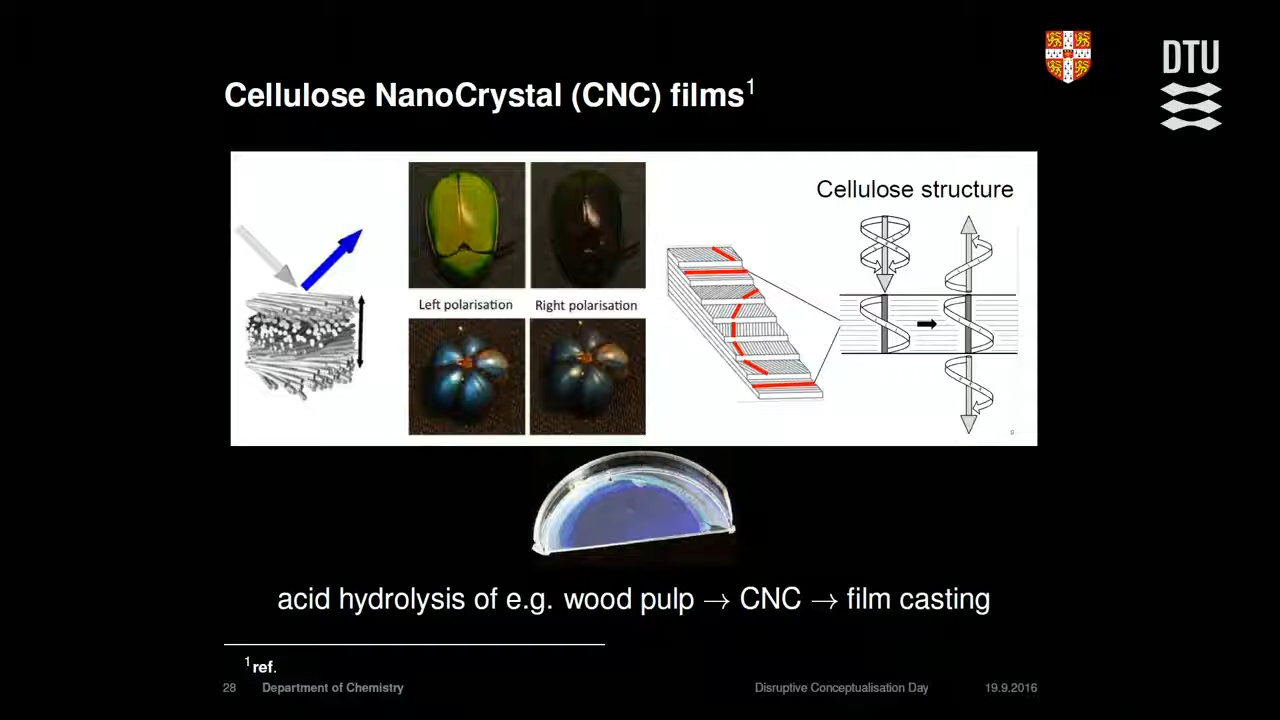 DTU
Cellulose NanoCrystal (CNC) films1
Cellulose structure
Left polarisation
Right polarisation
acid hydrolysis of e.g. wood pulp → CNC → film casting
1 ref.
28 Department of Chemistry Disruptive Conceptualisation Day 19.9.2016